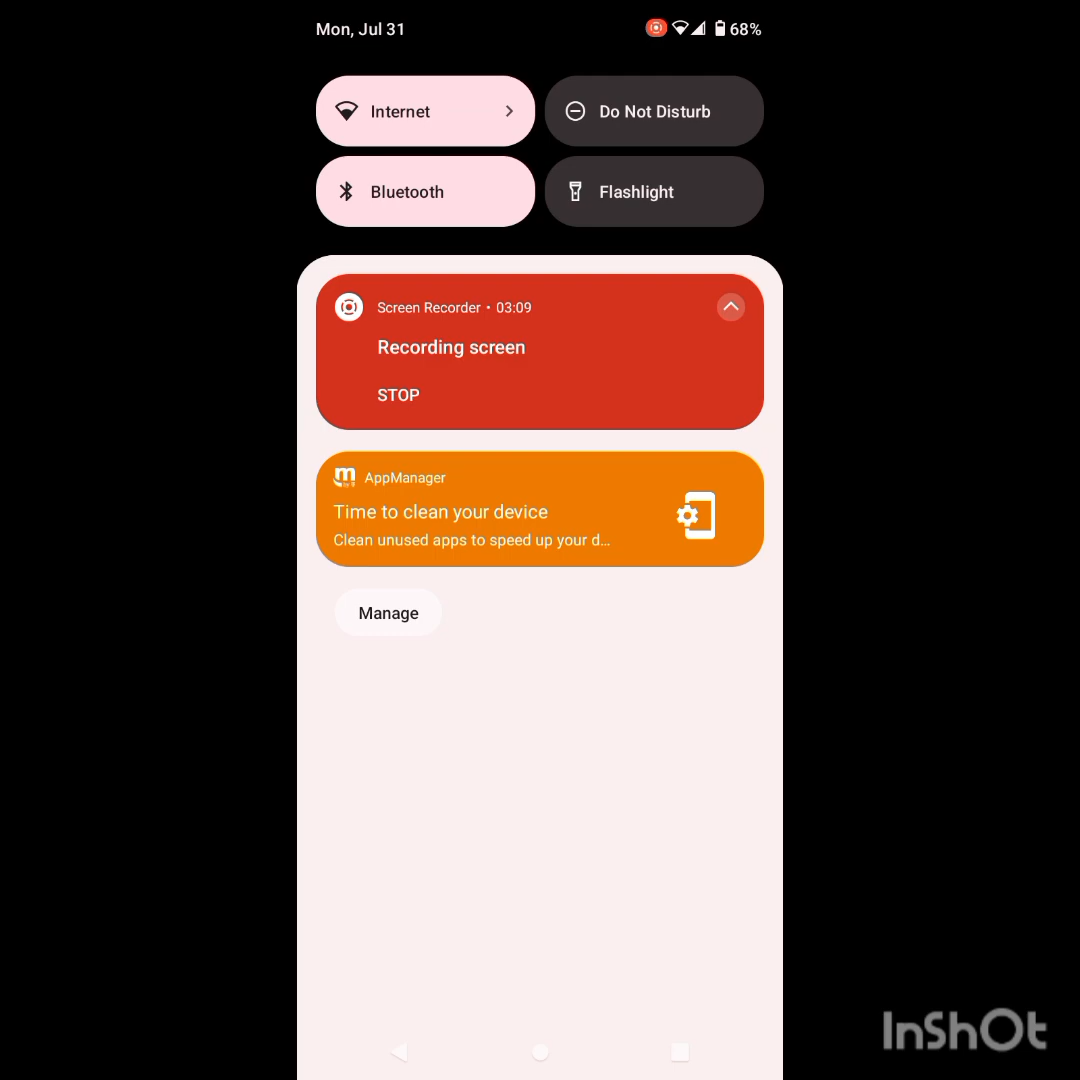 Mon, Jul 31 68%
Internet Do Not Disturb
Bluetooth Flashlight
Screen Recorder • 03:09
Recording screen
STOP
m AppManager
Time to clean your device
Clean unused apps to speed up your d...
Manage
InShOt